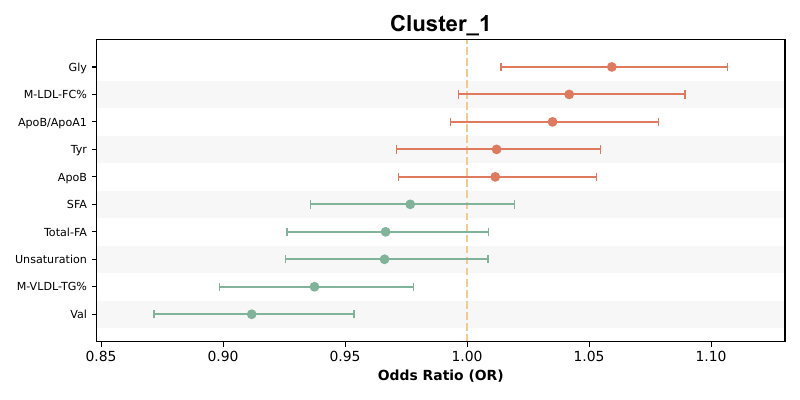 Cluster_1
Gly
M-LDL-FC%
ApoB/ApoA1
Tyr
ApoB
SFA
Total-FA
Unsaturation
M-VLDL-TG%
Val
0.85 0.90 0.95 1.00 1.05 1.10
Odds Ratio (OR)